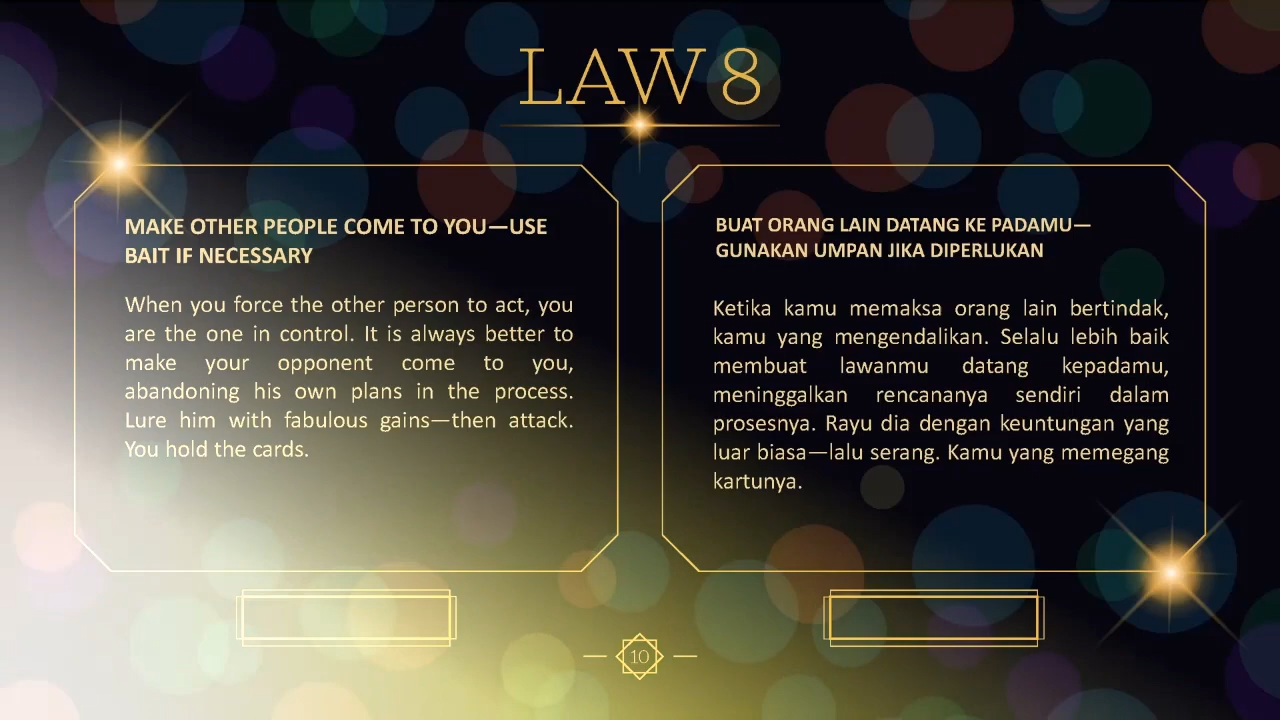 LAW 8
MAKE OTHER PEOPLE COME TO YOU—USE
BAIT IF NECESSARY
When you force the other person to act, you
are the one in control. It is always better to
make your opponent come to you,
abandoning his own plans in the process.
Lure him with fabulous gains—then attack.
You hold the cards.
BUAT ORANG LAIN DATANG KE PADAMU—
GUNAKAN UMPAN JIKA DIPERLUKAN
Ketika kamu memaksa orang lain bertindak,
kamu yang mengendalikan. Selalu lebih baik
membuat lawanmu datang kepadamu,
meninggalkan rencananya sendiri dalam
prosesnya. Rayu dia dengan keuntungan yang
luar biasa—lalu serang. Kamu yang memegang
kartunya.
10